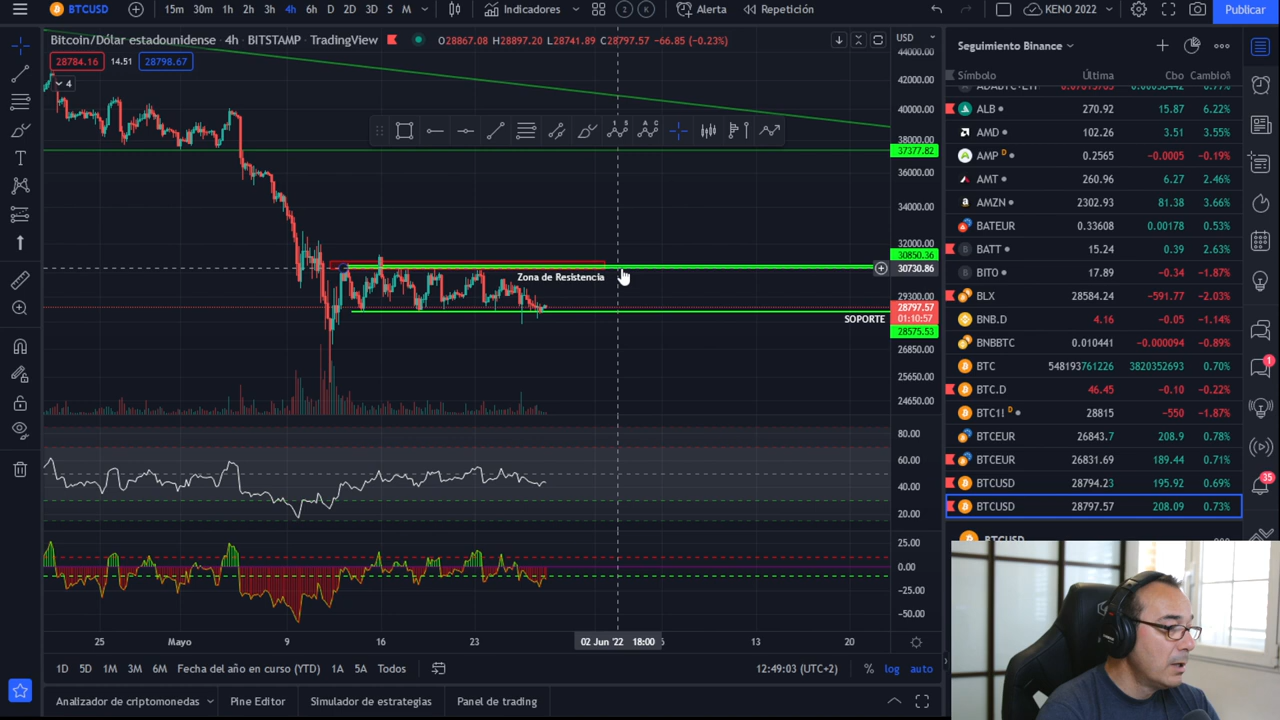 BTCUSD 15m 30m 1h 2h 3h 4h 6h D 2D 3D S M Indicadores 2 K Alerta Repetición KENO 2022 Publicar
Bitcoin/Dólar estadounidense - 4h - BITSTAMP - TradingView O28867.08 H28897.20 L28741.89 C28797.57 -66.85 (-0.23%) USD
28784.16 14.51 28798.67
4
44000.00
42000.00
40000.00
38000.00
37377.82
36000.00
34000.00
32000.00
30850.36
30730.86
29300.00
28797.57
01:10:57
28575.53
26850.00
25650.00
24650.00
Zona de Resistencia
SOPORTE
80.00
60.00
40.00
20.00
25.00
0.00
-25.00
-50.00
25 Mayo 9 16 23 02 Jun '22 18:00 13 20
1D 5D 1M 3M 6M Fecha del año en curso (YTD) 1A 5A Todos 12:49:03 (UTC+2) % log auto
Analizador de criptomonedas Pine Editor Simulador de estrategias Panel de trading
Seguimiento Binance
Símbolo Última Cbo Cambio%
ALB 270.92 15.87 6.22%
AMD 102.26 3.51 3.55%
AMP D 0.2565 -0.0005 -0.19%
AMT 260.96 6.27 2.46%
AMZN 2302.93 81.38 3.66%
BATEUR 0.33608 0.00178 0.53%
BATT 15.24 0.39 2.63%
BITO 17.89 -0.34 -1.87%
BLX 28584.24 -591.77 -2.03%
BNB.D 4.16 -0.05 -1.14%
BNBBTC 0.010441 -0.000094 -0.89%
BTC 548193761226 3820352693 0.70%
BTC.D 46.45 -0.10 -0.22%
BTC1! D 28815 -550 -1.87%
BTCEUR 26843.7 208.9 0.78%
BTCEUR 26831.69 189.44 0.71%
BTCUSD 28794.23 195.92 0.69%
BTCUSD 28797.57 208.09 0.73%
1
35